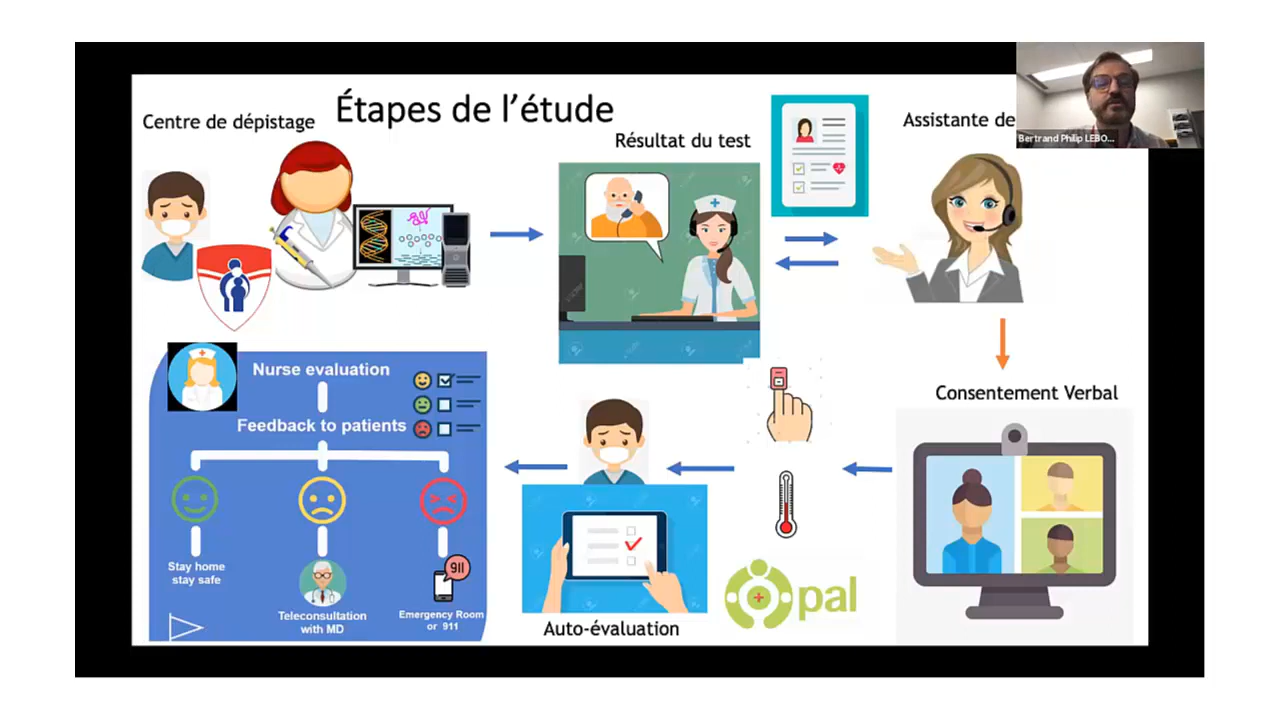 Étapes de l'étude
Centre de dépistage
Résultat du test
Assistante de
Bertrand Philip LEBO...
Consentement Verbal
Nurse evaluation
Feedback to patients
Stay home
stay safe
Teleconsultation
with MD
911
Emergency Room
or 911
Auto-évaluation
Opal